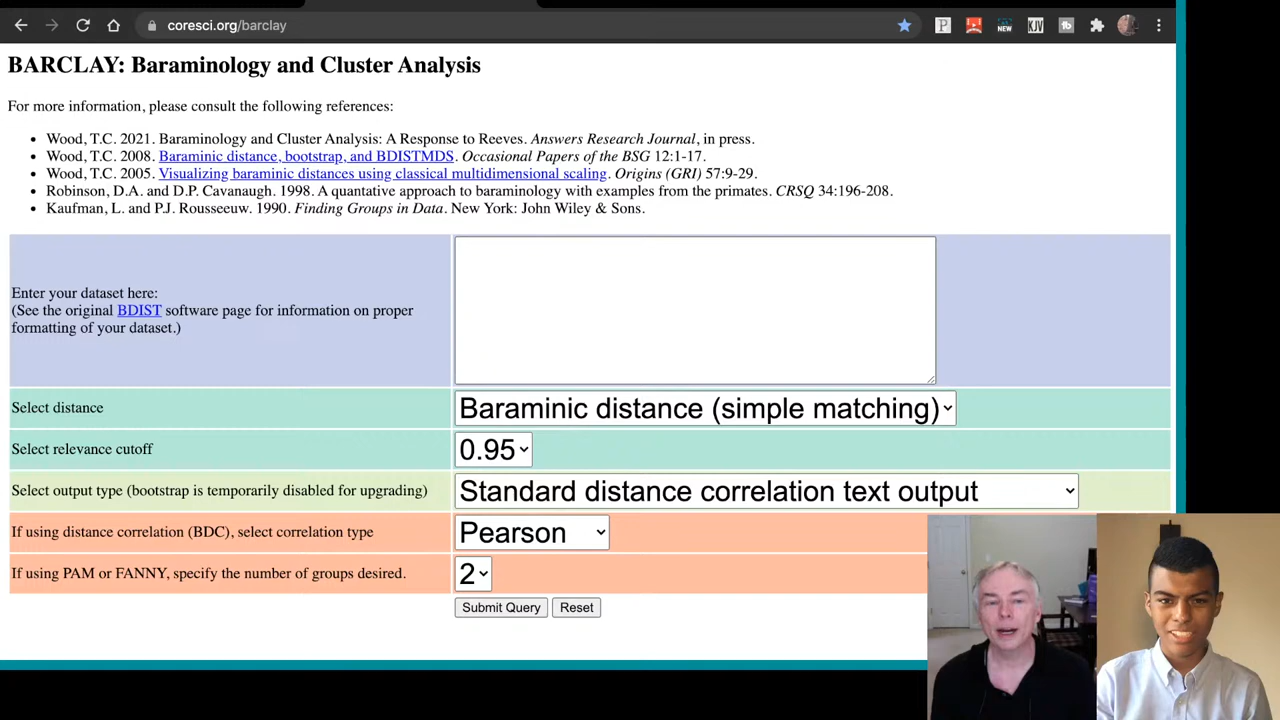 coresci.org/barclay
NEW
KJV
BARCLAY: Baraminology and Cluster Analysis
For more information, please consult the following references:
Wood, T.C. 2021. Baraminology and Cluster Analysis: A Response to Reeves. Answers Research Journal, in press.
Wood, T.C. 2008. Baraminic distance, bootstrap, and BDISTMDS. Occasional Papers of the BSG 12:1-17.
Wood, T.C. 2005. Visualizing baraminic distances using classical multidimensional scaling. Origins (GRI) 57:9-29.
Robinson, D.A. and D.P. Cavanaugh. 1998. A quantative approach to baraminology with examples from the primates. CRSQ 34:196-208.
Kaufman, L. and P.J. Rousseeuw. 1990. Finding Groups in Data. New York: John Wiley & Sons.
Enter your dataset here:
(See the original BDIST software page for information on proper
formatting of your dataset.)
Select distance
Baraminic distance (simple matching)
Select relevance cutoff
0.95
Select output type (bootstrap is temporarily disabled for upgrading)
Standard distance correlation text output
If using distance correlation (BDC), select correlation type
Pearson
If using PAM or FANNY, specify the number of groups desired.
2
Submit Query
Reset